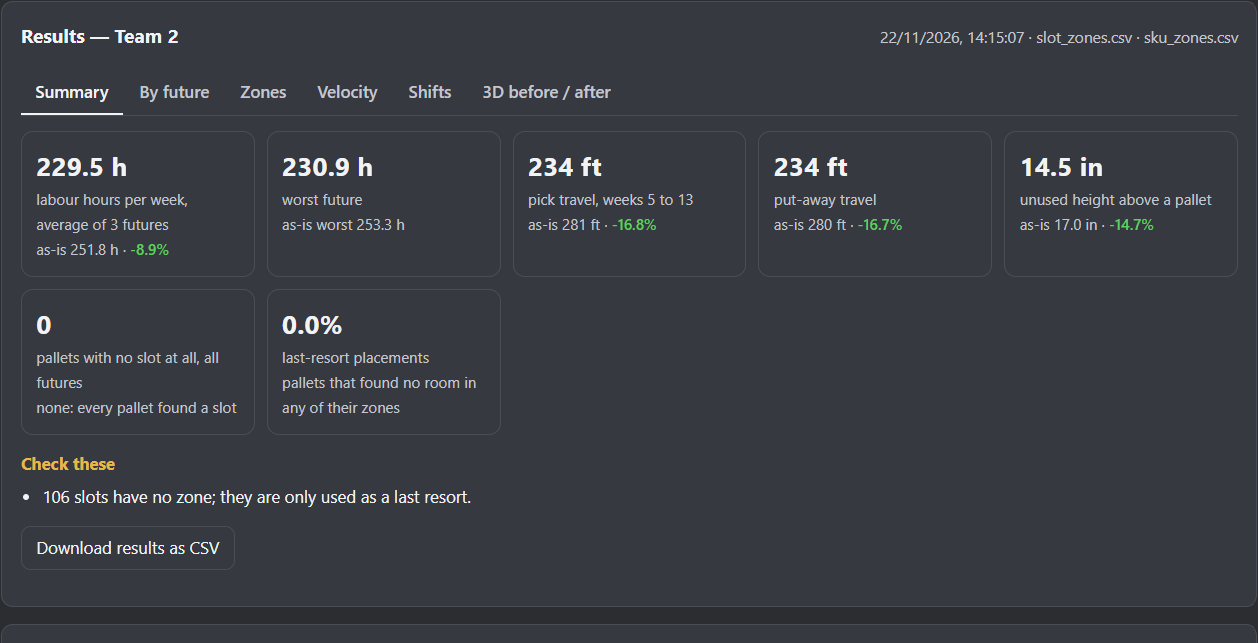 Results — Team 2
22/11/2026, 14:15:07 · slot_zones.csv · sku_zones.csv
Summary
By future
Zones
Velocity
Shifts
3D before / after
229.5 h
labour hours per week,
average of 3 futures
as-is 251.8 h · -8.9%
230.9 h
worst future
as-is worst 253.3 h
234 ft
pick travel, weeks 5 to 13
as-is 281 ft · -16.8%
234 ft
put-away travel
as-is 280 ft · -16.7%
14.5 in
unused height above a pallet
as-is 17.0 in · -14.7%
0
pallets with no slot at all, all
futures
none: every pallet found a slot
0.0%
last-resort placements
pallets that found no room in
any of their zones
Check these
• 106 slots have no zone; they are only used as a last resort.
Download results as CSV